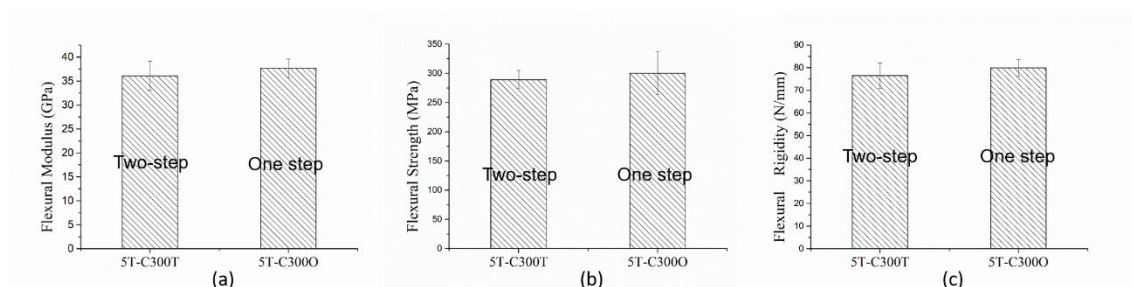 Flexural Modulus (GPa)
40
35
30
25
20
15
10
5
0
Two-step
One step
5T-C300T
5T-C300O
(a)
Flexural Strength (MPa)
350
300
250
200
150
100
50
0
Two-step
One step
5T-C300T
5T-C300O
(b)
Flexural Rigidity (N/mm)
90
80
70
60
50
40
30
20
10
0
Two-step
One step
5T-C300T
5T-C300O
(c)